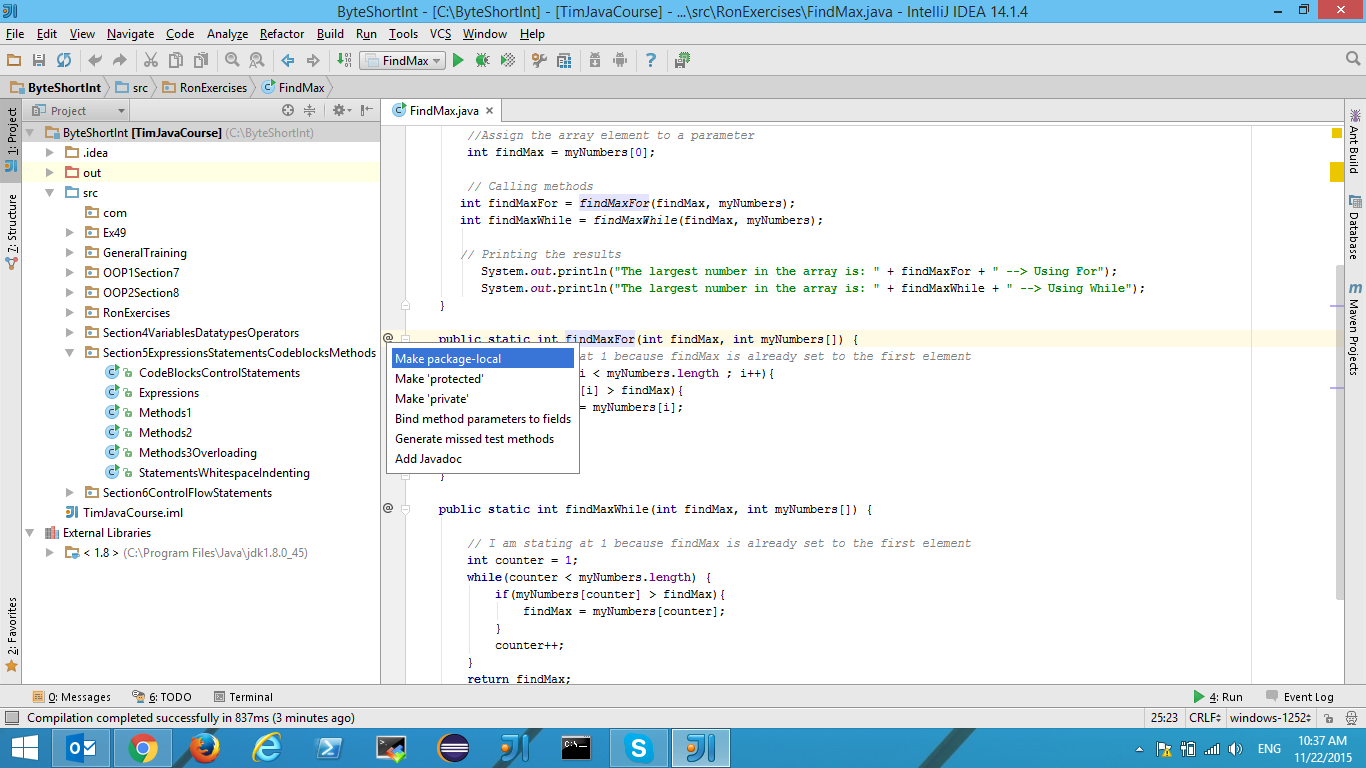 ByteShortInt - [C:\ByteShortInt] - [TimJavaCourse] - ...\src\RonExercises\FindMax.java - IntelliJ IDEA 14.1.4
File Edit View Navigate Code Analyze Refactor Build Run Tools VCS Window Help
FindMax
ByteShortInt src RonExercises FindMax
1: Project
7: Structure
2: Favorites
Project
ByteShortInt [TimJavaCourse] (C:\ByteShortInt)
.idea
out
src
com
Ex49
GeneralTraining
OOP1Section7
OOP2Section8
RonExercises
Section4VariablesDatatypesOperators
Section5ExpressionsStatementsCodeblocksMethods
CodeBlocksControlStatements
Expressions
Methods1
Methods2
Methods3Overloading
StatementsWhitespaceIndenting
Section6ControlFlowStatements
TimJavaCourse.iml
External Libraries
< 1.8 > (C:\Program Files\Java\jdk1.8.0_45)
FindMax.java
//Assign the array element to a parameter
int findMax = myNumbers[0];
// Calling methods
int findMaxFor = findMaxFor(findMax, myNumbers);
int findMaxWhile = findMaxWhile(findMax, myNumbers);
// Printing the results
System.out.println("The largest number in the array is: " + findMaxFor + " --> Using For");
System.out.println("The largest number in the array is: " + findMaxWhile + " --> Using While");
}
public static int findMaxFor(int findMax, int myNumbers[]) {
at 1 because findMax is already set to the first element
i < myNumbers.length ; i++){
[i] > findMax){
= myNumbers[i];
}
Make package-local
Make 'protected'
Make 'private'
Bind method parameters to fields
Generate missed test methods
Add Javadoc
public static int findMaxWhile(int findMax, int myNumbers[]) {
// I am stating at 1 because findMax is already set to the first element
int counter = 1;
while(counter < myNumbers.length) {
if(myNumbers[counter] > findMax){
findMax = myNumbers[counter];
}
counter++;
}
return findMax;
Ant Build
Database
Maven Projects
0: Messages 6: TODO Terminal 4: Run Event Log
Compilation completed successfully in 837ms (3 minutes ago) 25:23 CRLF windows-1252
ENG
10:37 AM
11/22/2015